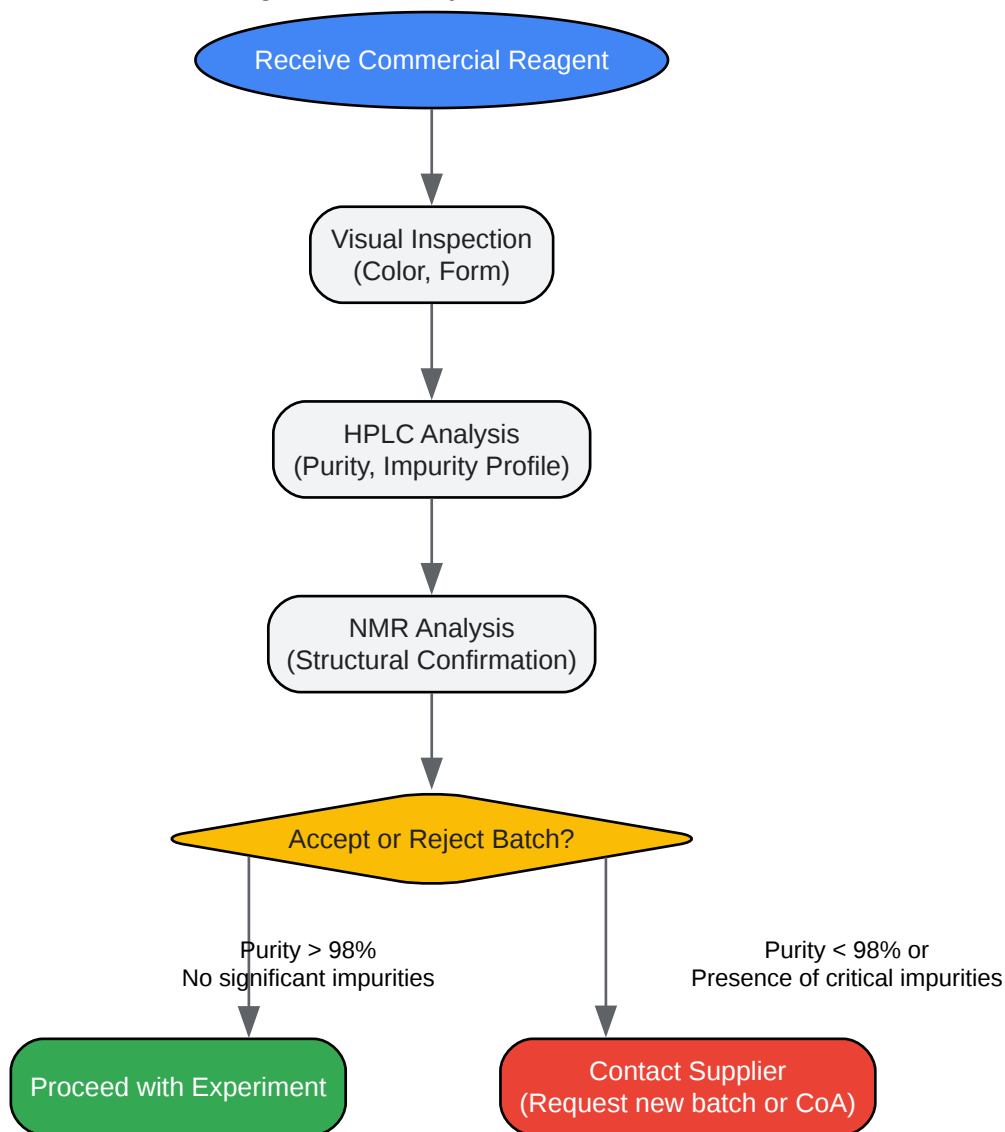 Receive Commercial Reagent
Visual Inspection
(Color, Form)
HPLC Analysis
(Purity, Impurity Profile)
NMR Analysis
(Structural Confirmation)
Accept or Reject Batch?
Purity > 98%
No significant impurities
Purity < 98% or
Presence of critical impurities
Proceed with Experiment
Contact Supplier
(Request new batch or CoA)